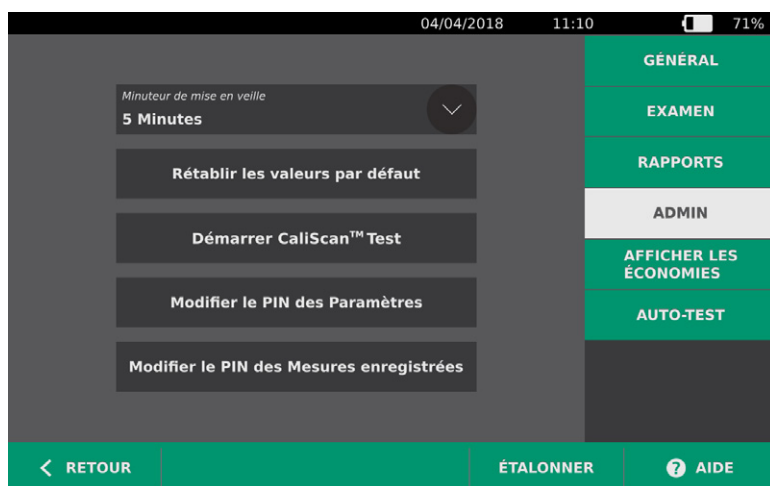 04/04/2018 11:10 71%
GÉNÉRAL
Minuteur de mise en veille
5 Minutes
EXAMEN
Rétablir les valeurs par défaut
RAPPORTS
ADMIN
Démarrer CaliScan™ Test
AFFICHER LES
ÉCONOMIES
Modifier le PIN des Paramètres
AUTO-TEST
Modifier le PIN des Mesures enregistrées
RETOUR
ÉTALONNER
? AIDE